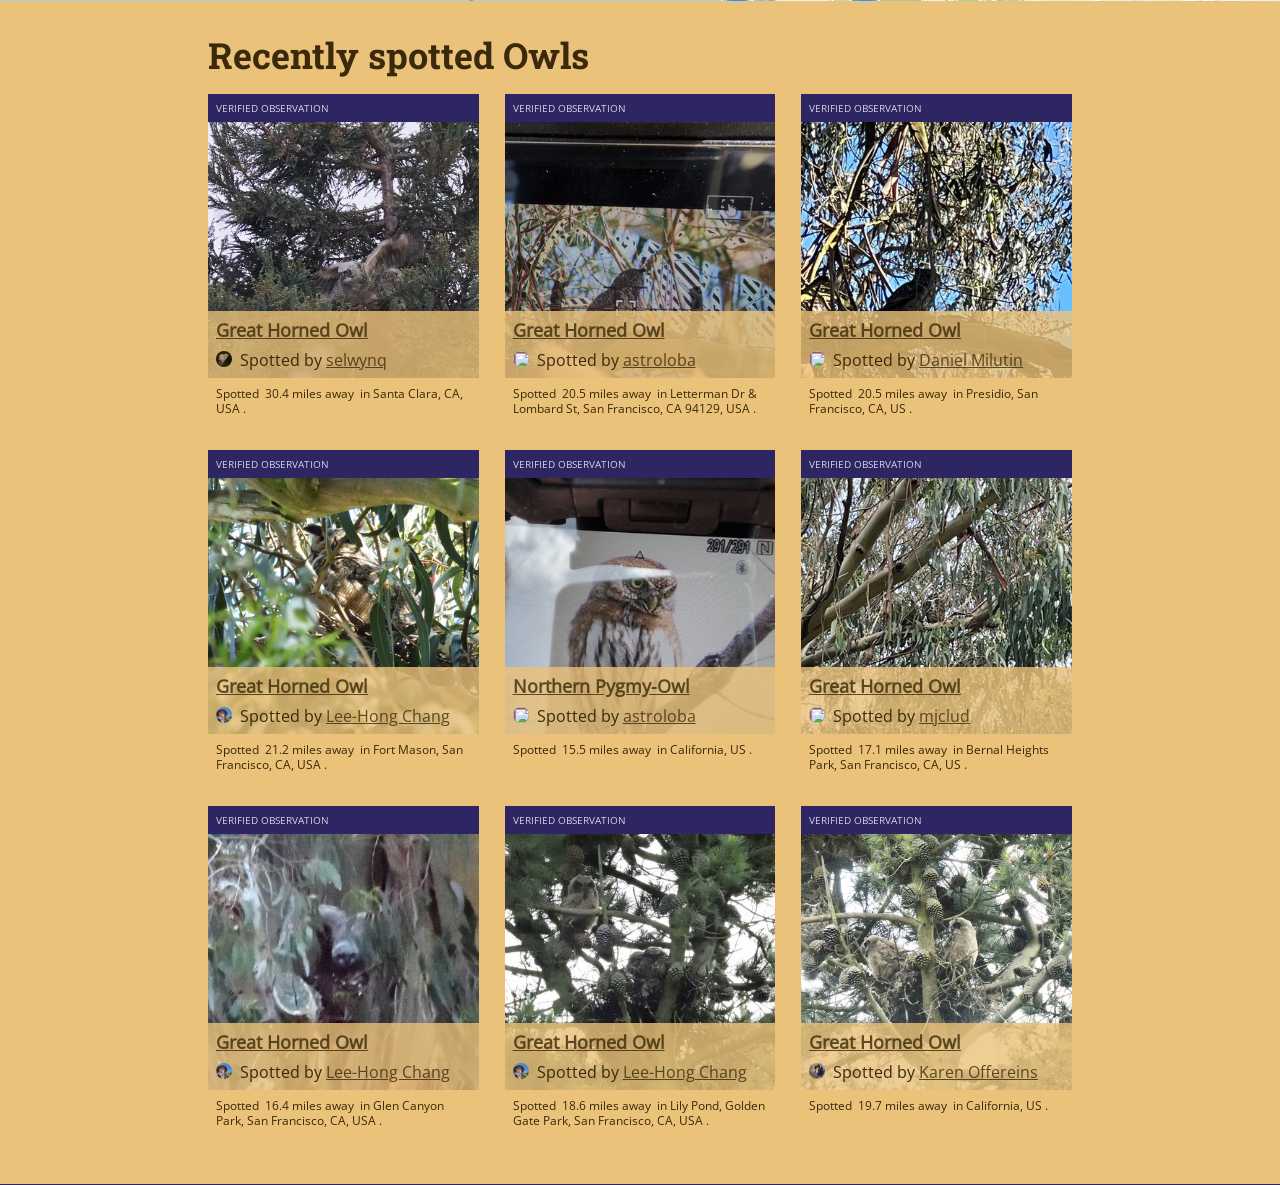 Recently spotted Owls
VERIFIED OBSERVATION
Great Horned Owl
Spotted by selwynq
Spotted 30.4 miles away in Santa Clara, CA,
USA .
VERIFIED OBSERVATION
Great Horned Owl
Spotted by astroloba
Spotted 20.5 miles away in Letterman Dr &
Lombard St, San Francisco, CA 94129, USA .
VERIFIED OBSERVATION
Great Horned Owl
Spotted by Daniel Milutin
Spotted 20.5 miles away in Presidio, San
Francisco, CA, US .
VERIFIED OBSERVATION
Great Horned Owl
Spotted by Lee-Hong Chang
Spotted 21.2 miles away in Fort Mason, San
Francisco, CA, USA .
VERIFIED OBSERVATION
291/291 N
Northern Pygmy-Owl
Spotted by astroloba
Spotted 15.5 miles away in California, US .
VERIFIED OBSERVATION
Great Horned Owl
Spotted by mjclud
Spotted 17.1 miles away in Bernal Heights
Park, San Francisco, CA, US .
VERIFIED OBSERVATION
Great Horned Owl
Spotted by Lee-Hong Chang
Spotted 16.4 miles away in Glen Canyon
Park, San Francisco, CA, USA .
VERIFIED OBSERVATION
Great Horned Owl
Spotted by Lee-Hong Chang
Spotted 18.6 miles away in Lily Pond, Golden
Gate Park, San Francisco, CA, USA .
VERIFIED OBSERVATION
Great Horned Owl
Spotted by Karen Offereins
Spotted 19.7 miles away in California, US .